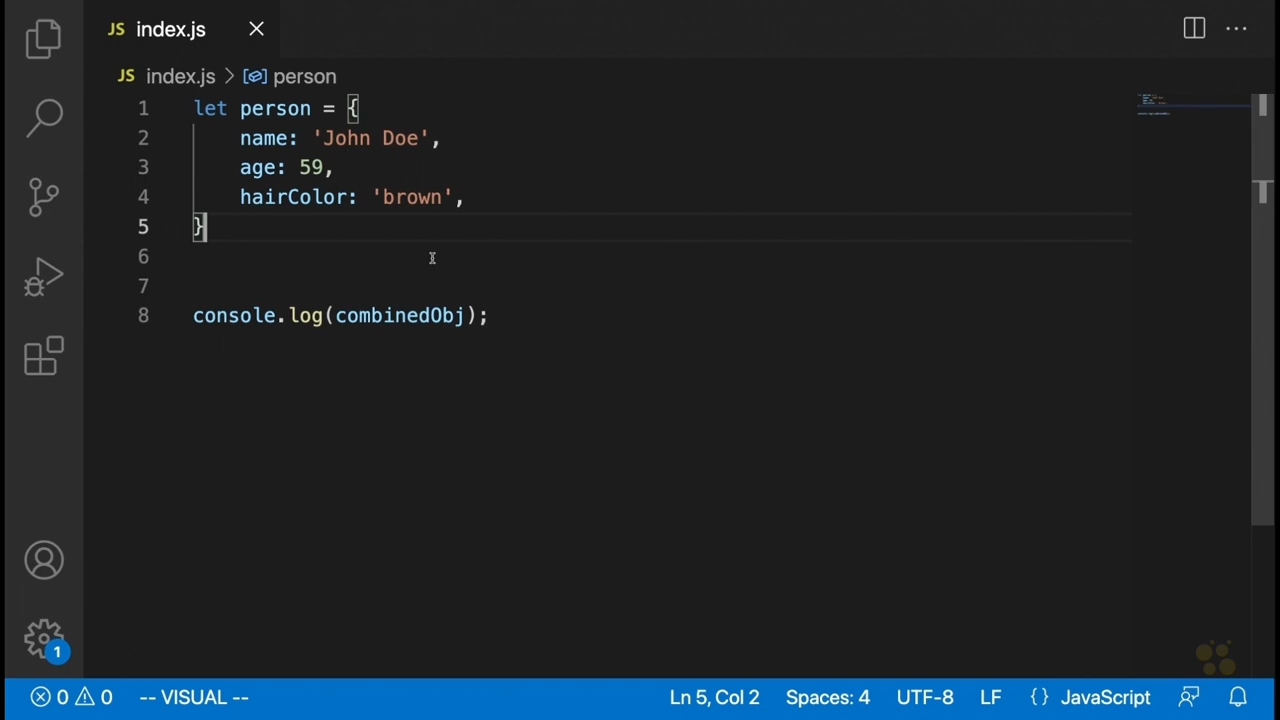 JS index.js
JS index.js > person
1 let person = {
2 name: 'John Doe',
3 age: 59,
4 hairColor: 'brown',
5 }
6
7
8 console.log(combinedObj);
1
0 0 -- VISUAL -- Ln 5, Col 2 Spaces: 4 UTF-8 LF {} JavaScript